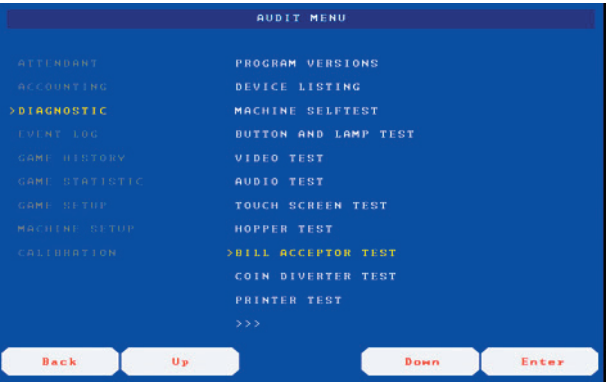 AUDIT MENU
ATTENDANT
ACCOUNTING
>DIAGNOSTIC
EVENT LOG
GAME HISTORY
GAME STATISTIC
GAME SETUP
MACHINE SETUP
CALIBRATION
PROGRAM VERSIONS
DEVICE LISTING
MACHINE SELFTEST
BUTTON AND LAMP TEST
VIDEO TEST
AUDIO TEST
TOUCH SCREEN TEST
HOPPER TEST
>BILL ACCEPTOR TEST
COIN DIVERTER TEST
PRINTER TEST
>>>
Back
Up
Down
Enter